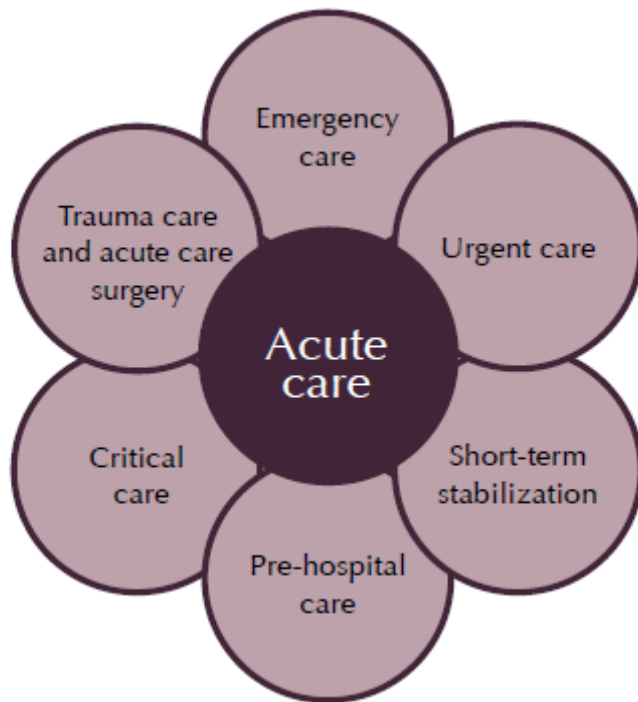 Emergency
care
Trauma care
and acute care
surgery
Urgent care
Acute
care
Critical
care
Short-term
stabilization
Pre-hospital
care